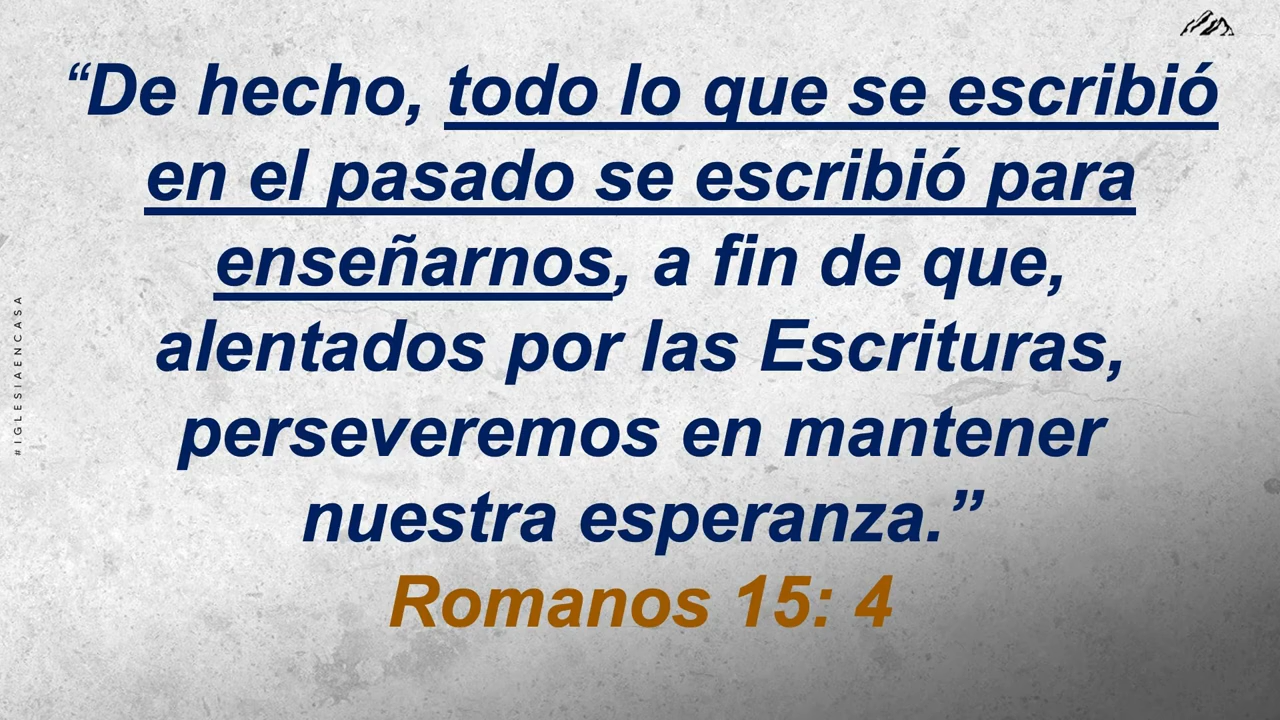 “De hecho, todo lo que se escribió
en el pasado se escribió para
enseñarnos, a fin de que,
alentados por las Escrituras,
perseveremos en mantener
nuestra esperanza.”
Romanos 15: 4
#IGLESIAENCASA